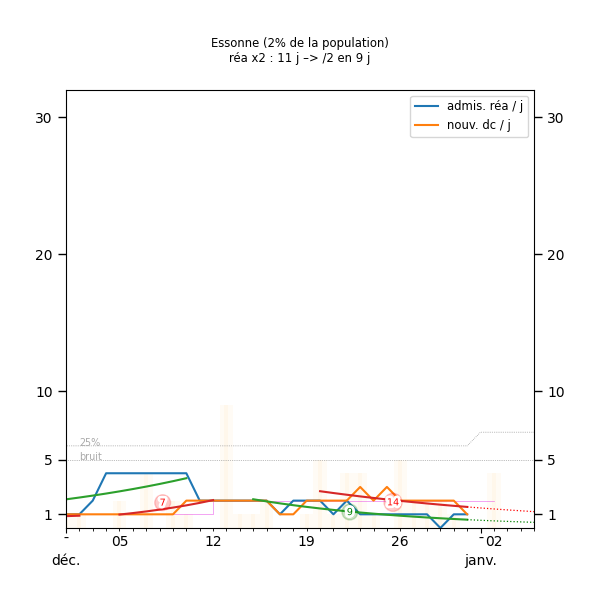 Essonne (2% de la population)
réa x2 : 11 j –> /2 en 9 j
admis. réa / j
nouv. dc / j
30
30
20
20
10
10
25%
bruit
5
5
7
14
9
1
1
05
12
19
26
02
déc.
janv.